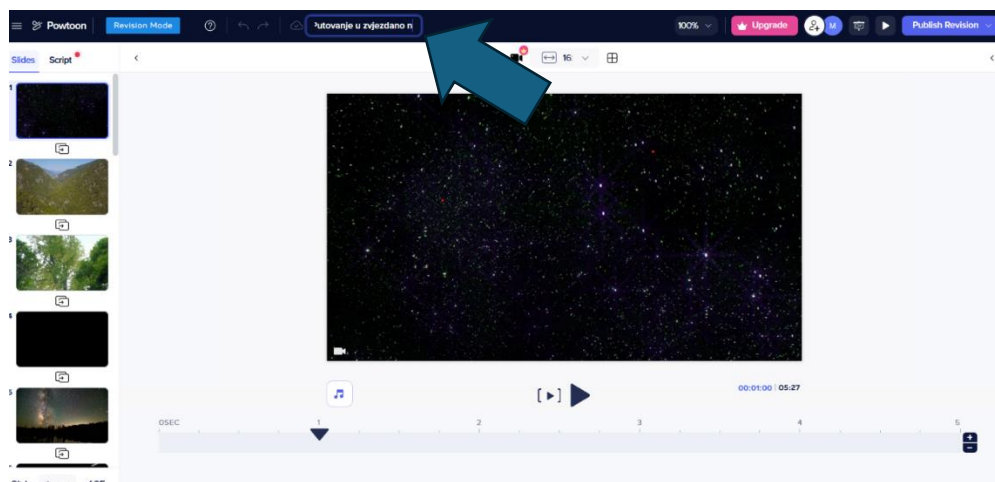 Powtoon
Revision Mode
Putovanje u zvjezdano n
100%
Upgrade
M
Publish Revision
Slides
Script
16:
1
2
3
4
5
00:01:00 05:27
0SEC
1
2
3
4
5